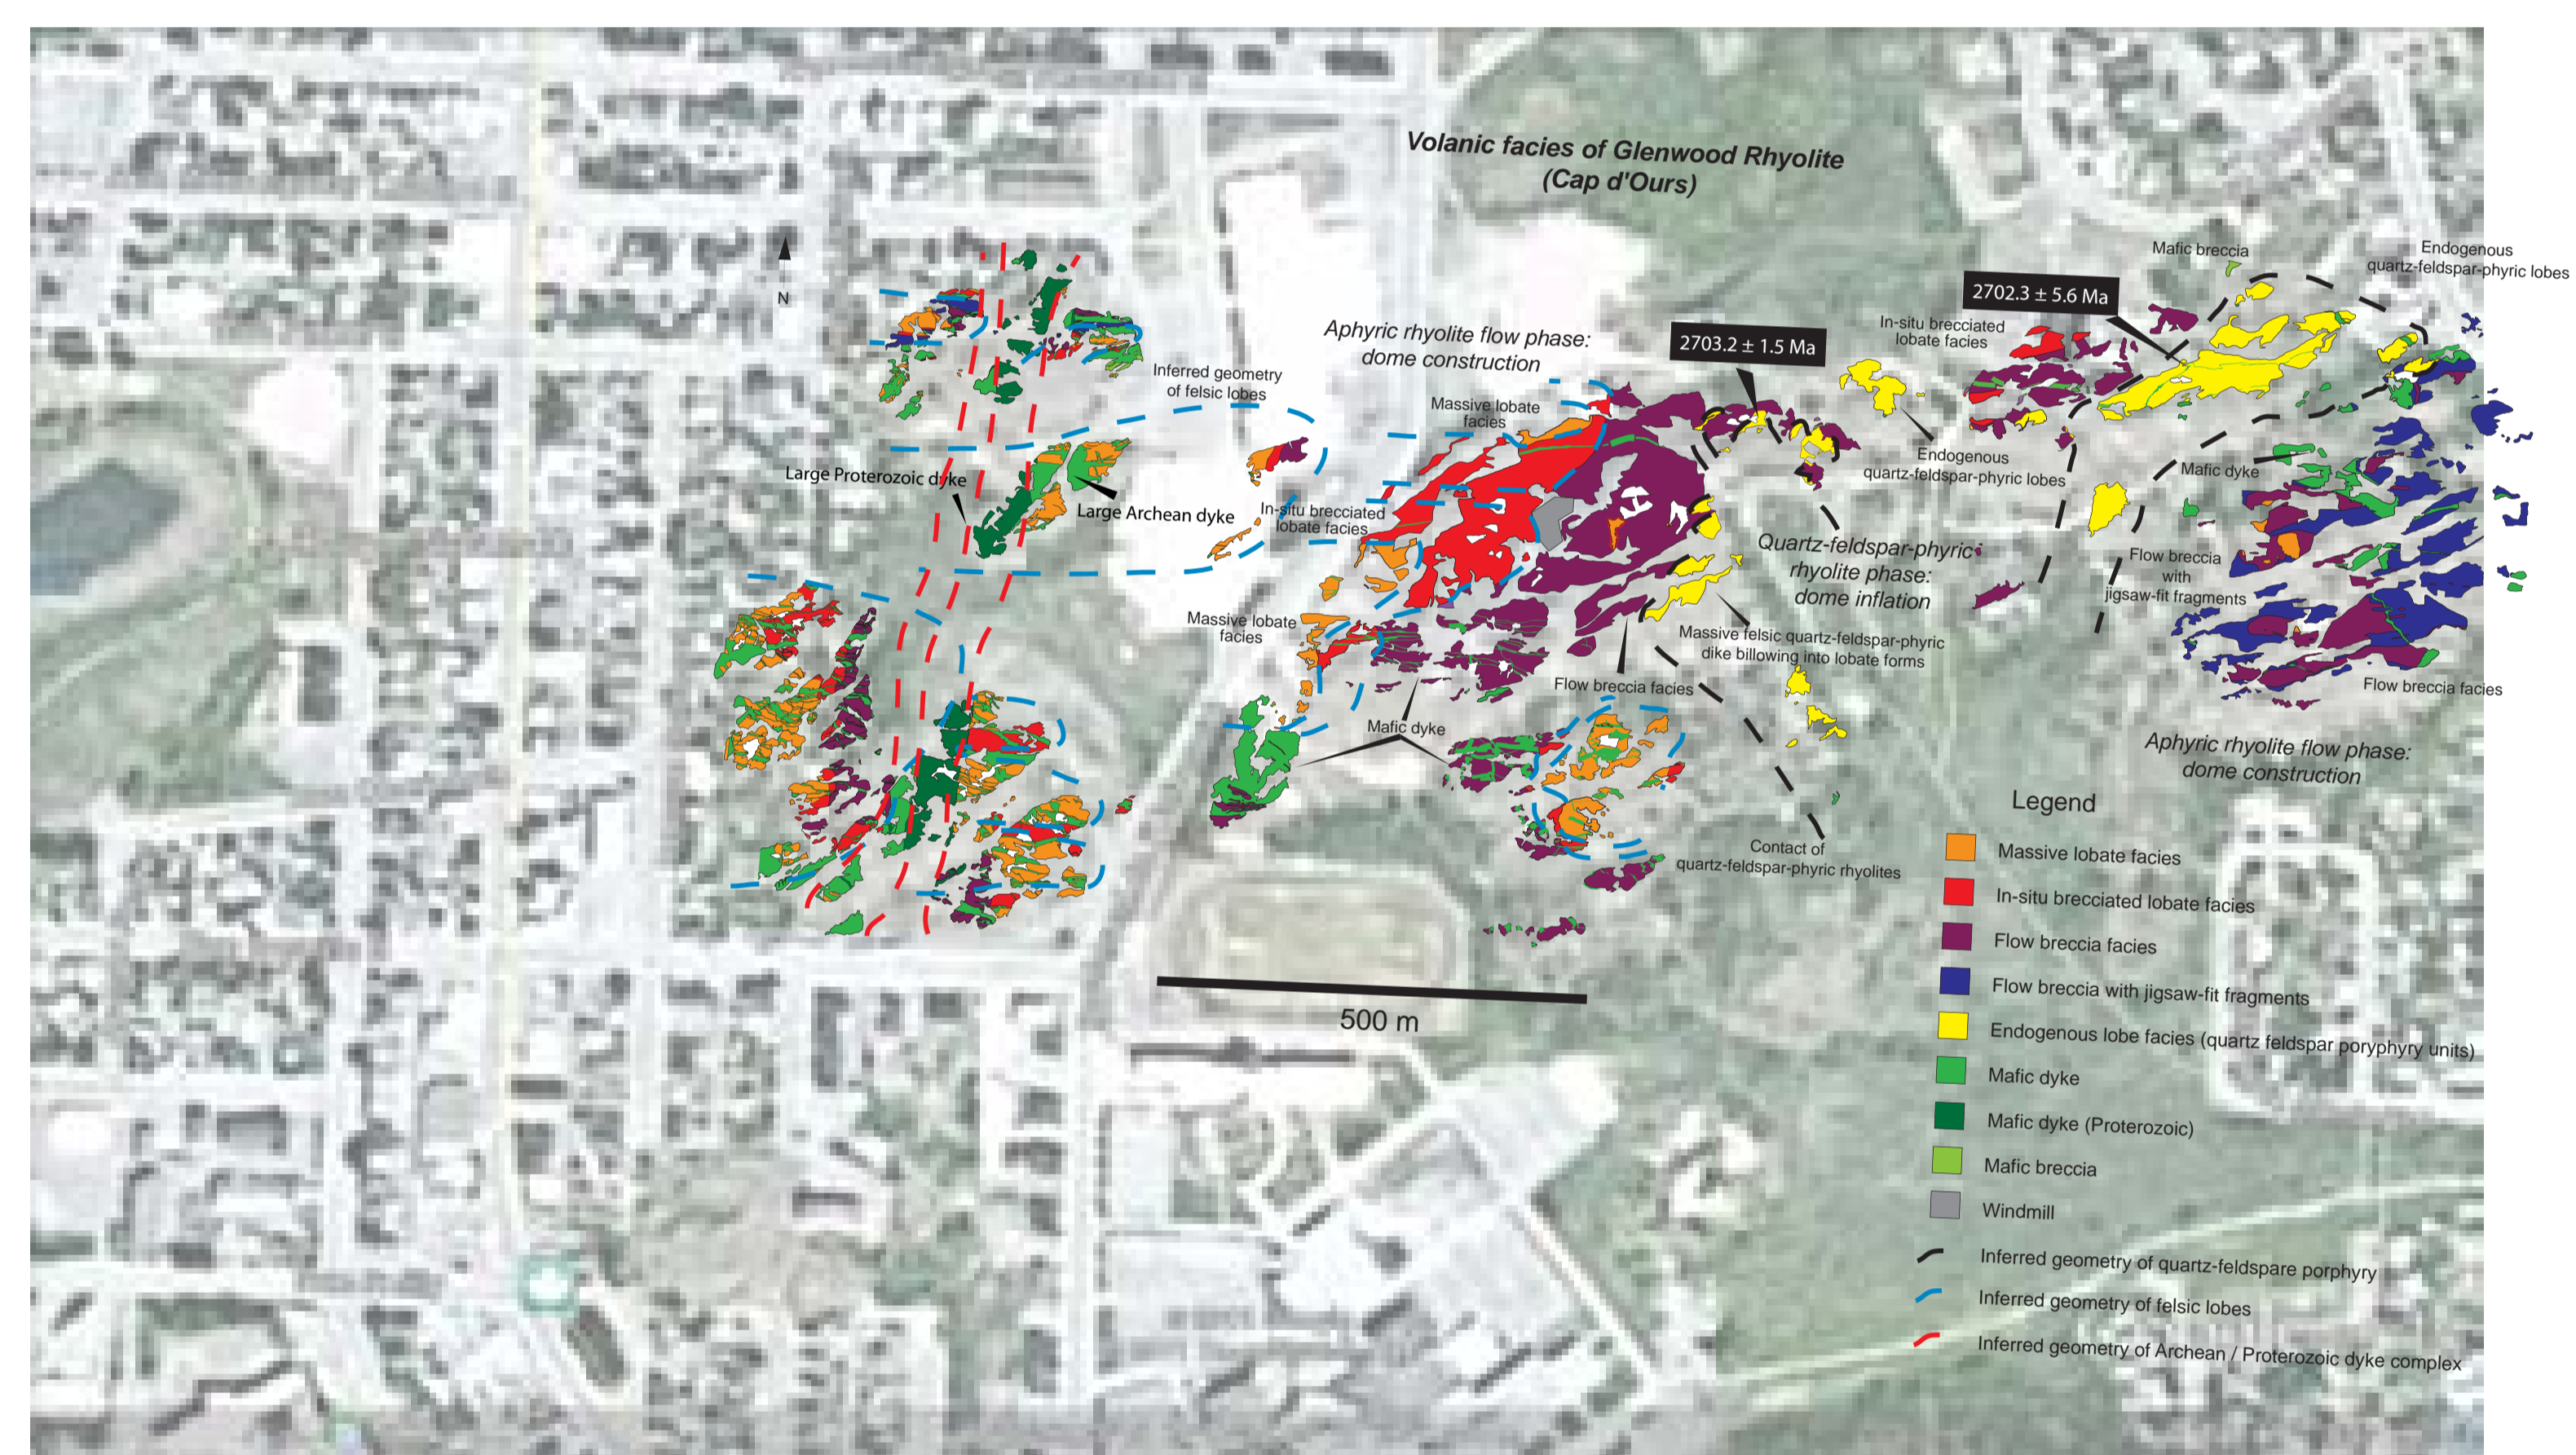 Volanic facies of Glenwood Rhyolite
(Cap d'Ours)
N
Mafic breccia
Endogenous
quartz-feldspar-phyric lobes
2702.3 ± 5.6 Ma
In-situ brecciated
lobate facies
Aphyric rhyolite flow phase:
dome construction
2703.2 ± 1.5 Ma
Inferred geometry
of felsic lobes
Massive lobate
facies
Endogenous
quartz-feldspar-phyric lobes
Mafic dyke
Large Proterozoic dyke
Large Archean dyke
In-situ brecciated
lobate facies
Quartz-feldspar-phyric
rhyolite phase:
dome inflation
Flow breccia
with
jigsaw-fit fragments
Massive lobate
facies
Massive felsic quartz-feldspar-phyric
dike billowing into lobate forms
Flow breccia facies
Flow breccia facies
Mafic dyke
Aphyric rhyolite flow phase:
dome construction
Contact of
quartz-feldspar-phyric rhyolites
500 m
Legend
Massive lobate facies
In-situ brecciated lobate facies
Flow breccia facies
Flow breccia with jigsaw-fit fragments
Endogenous lobe facies (quartz feldspar poryphyry units)
Mafic dyke
Mafic dyke (Proterozoic)
Mafic breccia
Windmill
Inferred geometry of quartz-feldspare porphyry
Inferred geometry of felsic lobes
Inferred geometry of Archean / Proterozoic dyke complex